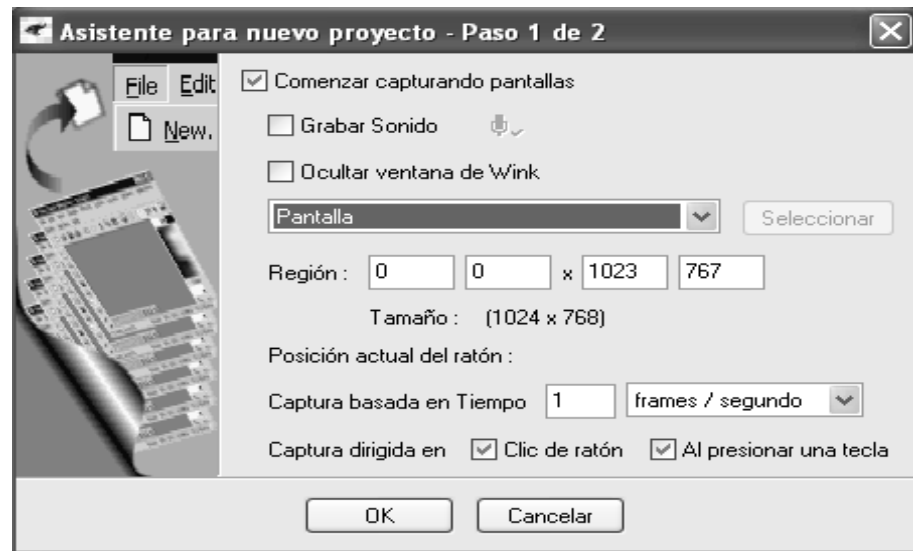 Asistente para nuevo proyecto - Paso 1 de 2
File Edit
New.
Comenzar capturando pantallas
Grabar Sonido
Ocultar ventana de Wink
Pantalla Seleccionar
Región : 0 0 x 1023 767
Tamaño : (1024 x 768)
Posición actual del ratón :
Captura basada en Tiempo 1 frames / segundo
Captura dirigida en Clic de ratón Al presionar una tecla
OK Cancelar